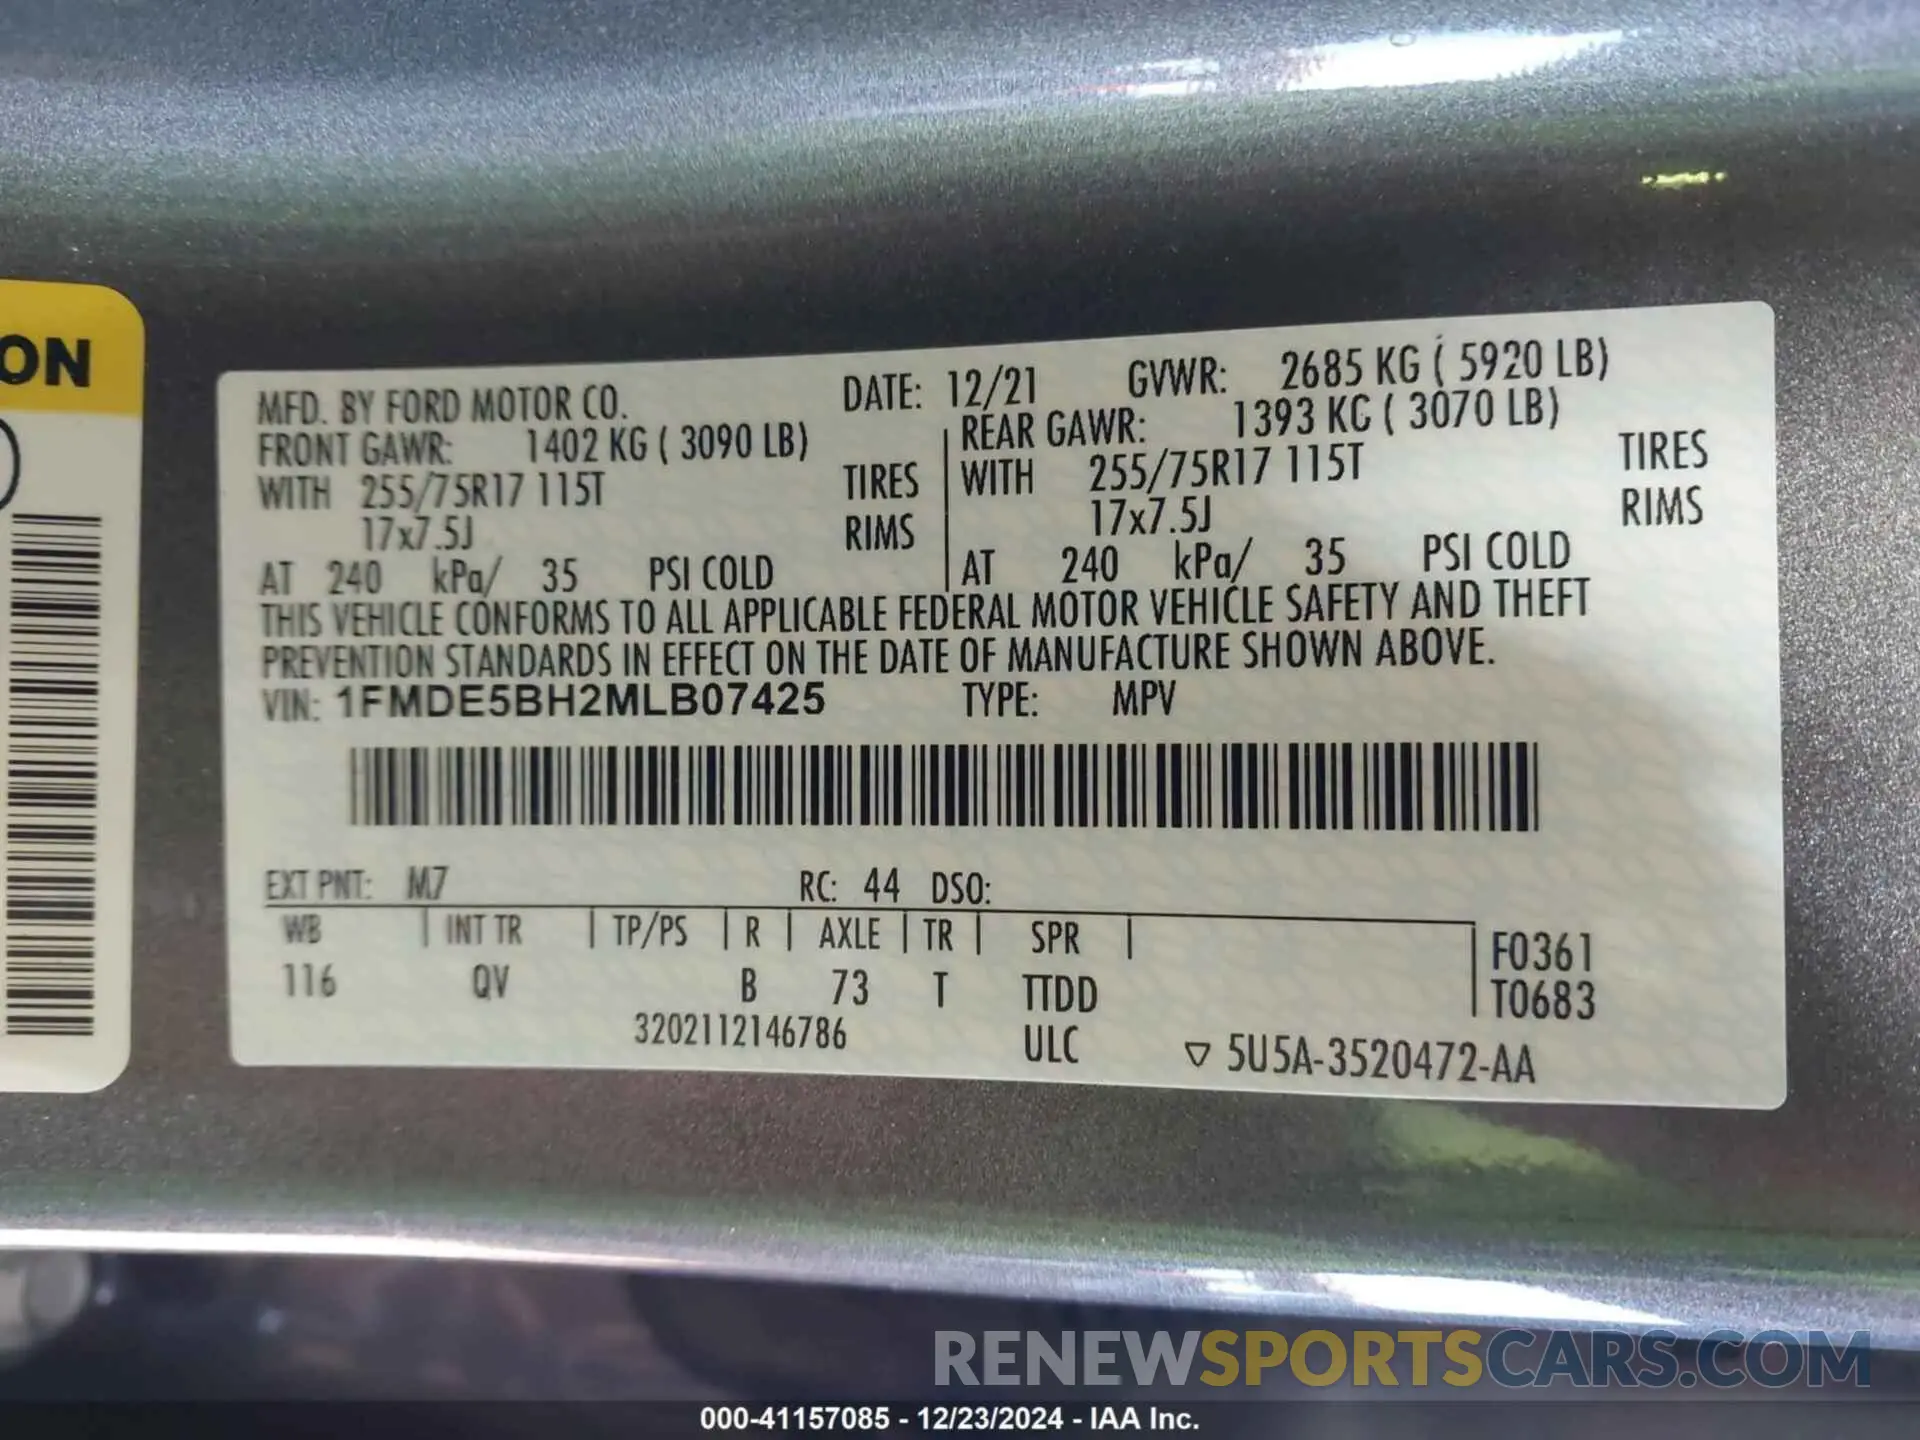 ON
MFD. BY FORD MOTOR CO. DATE: 12/21 GVWR: 2685 KG ( 5920 LB)
FRONT GAWR: 1402 KG ( 3090 LB) REAR GAWR: 1393 KG ( 3070 LB)
WITH 255/75R17 115T TIRES WITH 255/75R17 115T TIRES
17x7.5J RIMS 17x7.5J RIMS
AT 240 kPa/ 35 PSI COLD AT 240 kPa/ 35 PSI COLD
THIS VEHICLE CONFORMS TO ALL APPLICABLE FEDERAL MOTOR VEHICLE SAFETY AND THEFT
PREVENTION STANDARDS IN EFFECT ON THE DATE OF MANUFACTURE SHOWN ABOVE.
VIN: 1FMDE5BH2MLB07425 TYPE: MPV
EXT PNT: M7 RC: 44 DSO:
WB INT TR TP/PS R AXLE TR SPR F0361
116 QV B 73 T TTDD T0683
3202112146786 ULC ▽ 5U5A-3520472-AA
RENEWSPORTSCARS.COM
000-41157085 - 12/23/2024 - IAA Inc.